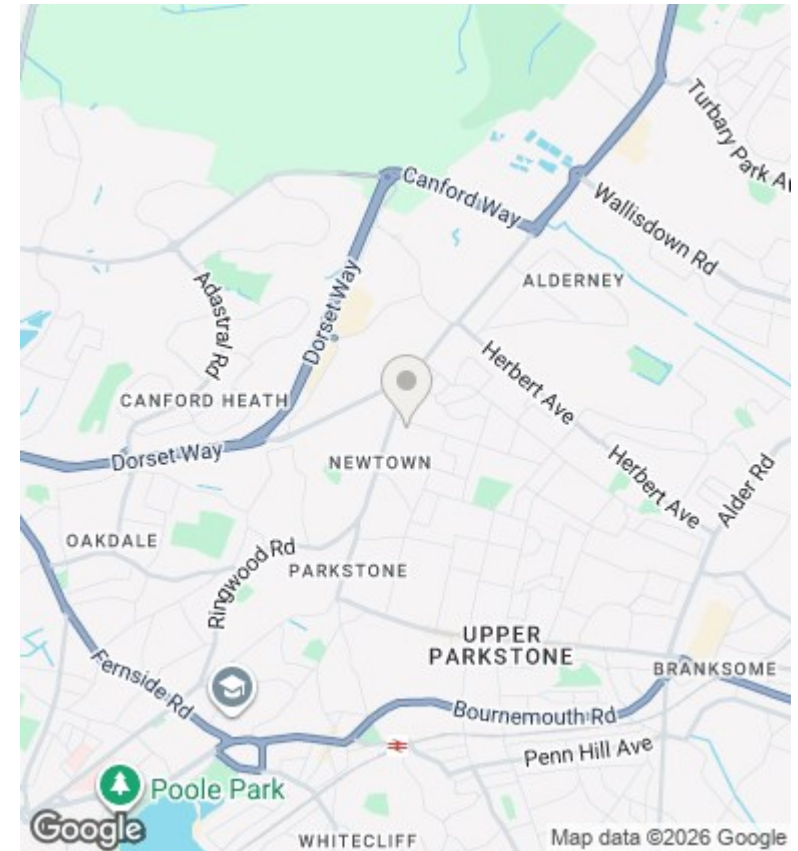 Turbary Park Av
Canford Way
Wallisdown Rd
ALDERNEY
Adastral Rd
Dorset Way
Herbert Ave
CANFORD HEATH
Dorset Way
NEWTOWN
Herbert Ave
Alder Rd
OAKDALE
Ringwood Rd
PARKSTONE
UPPER
PARKSTONE
BRANKSOME
Fernside Rd
Bournemouth Rd
Penn Hill Ave
Poole Park
Google
WHITECLIFF
Map data ©2026 Google